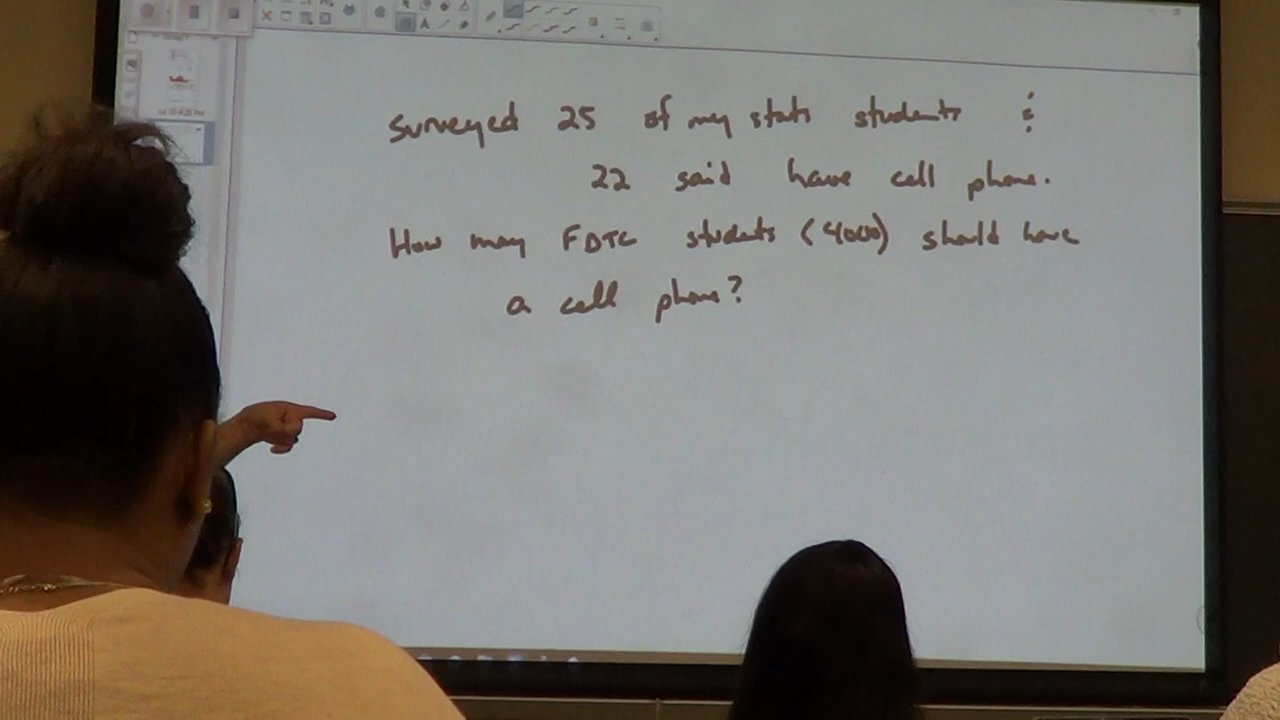 Surveyed 25 of my stats students &
22 said have cell phone.
How may FDTC students (4000) should have
a cell phone?